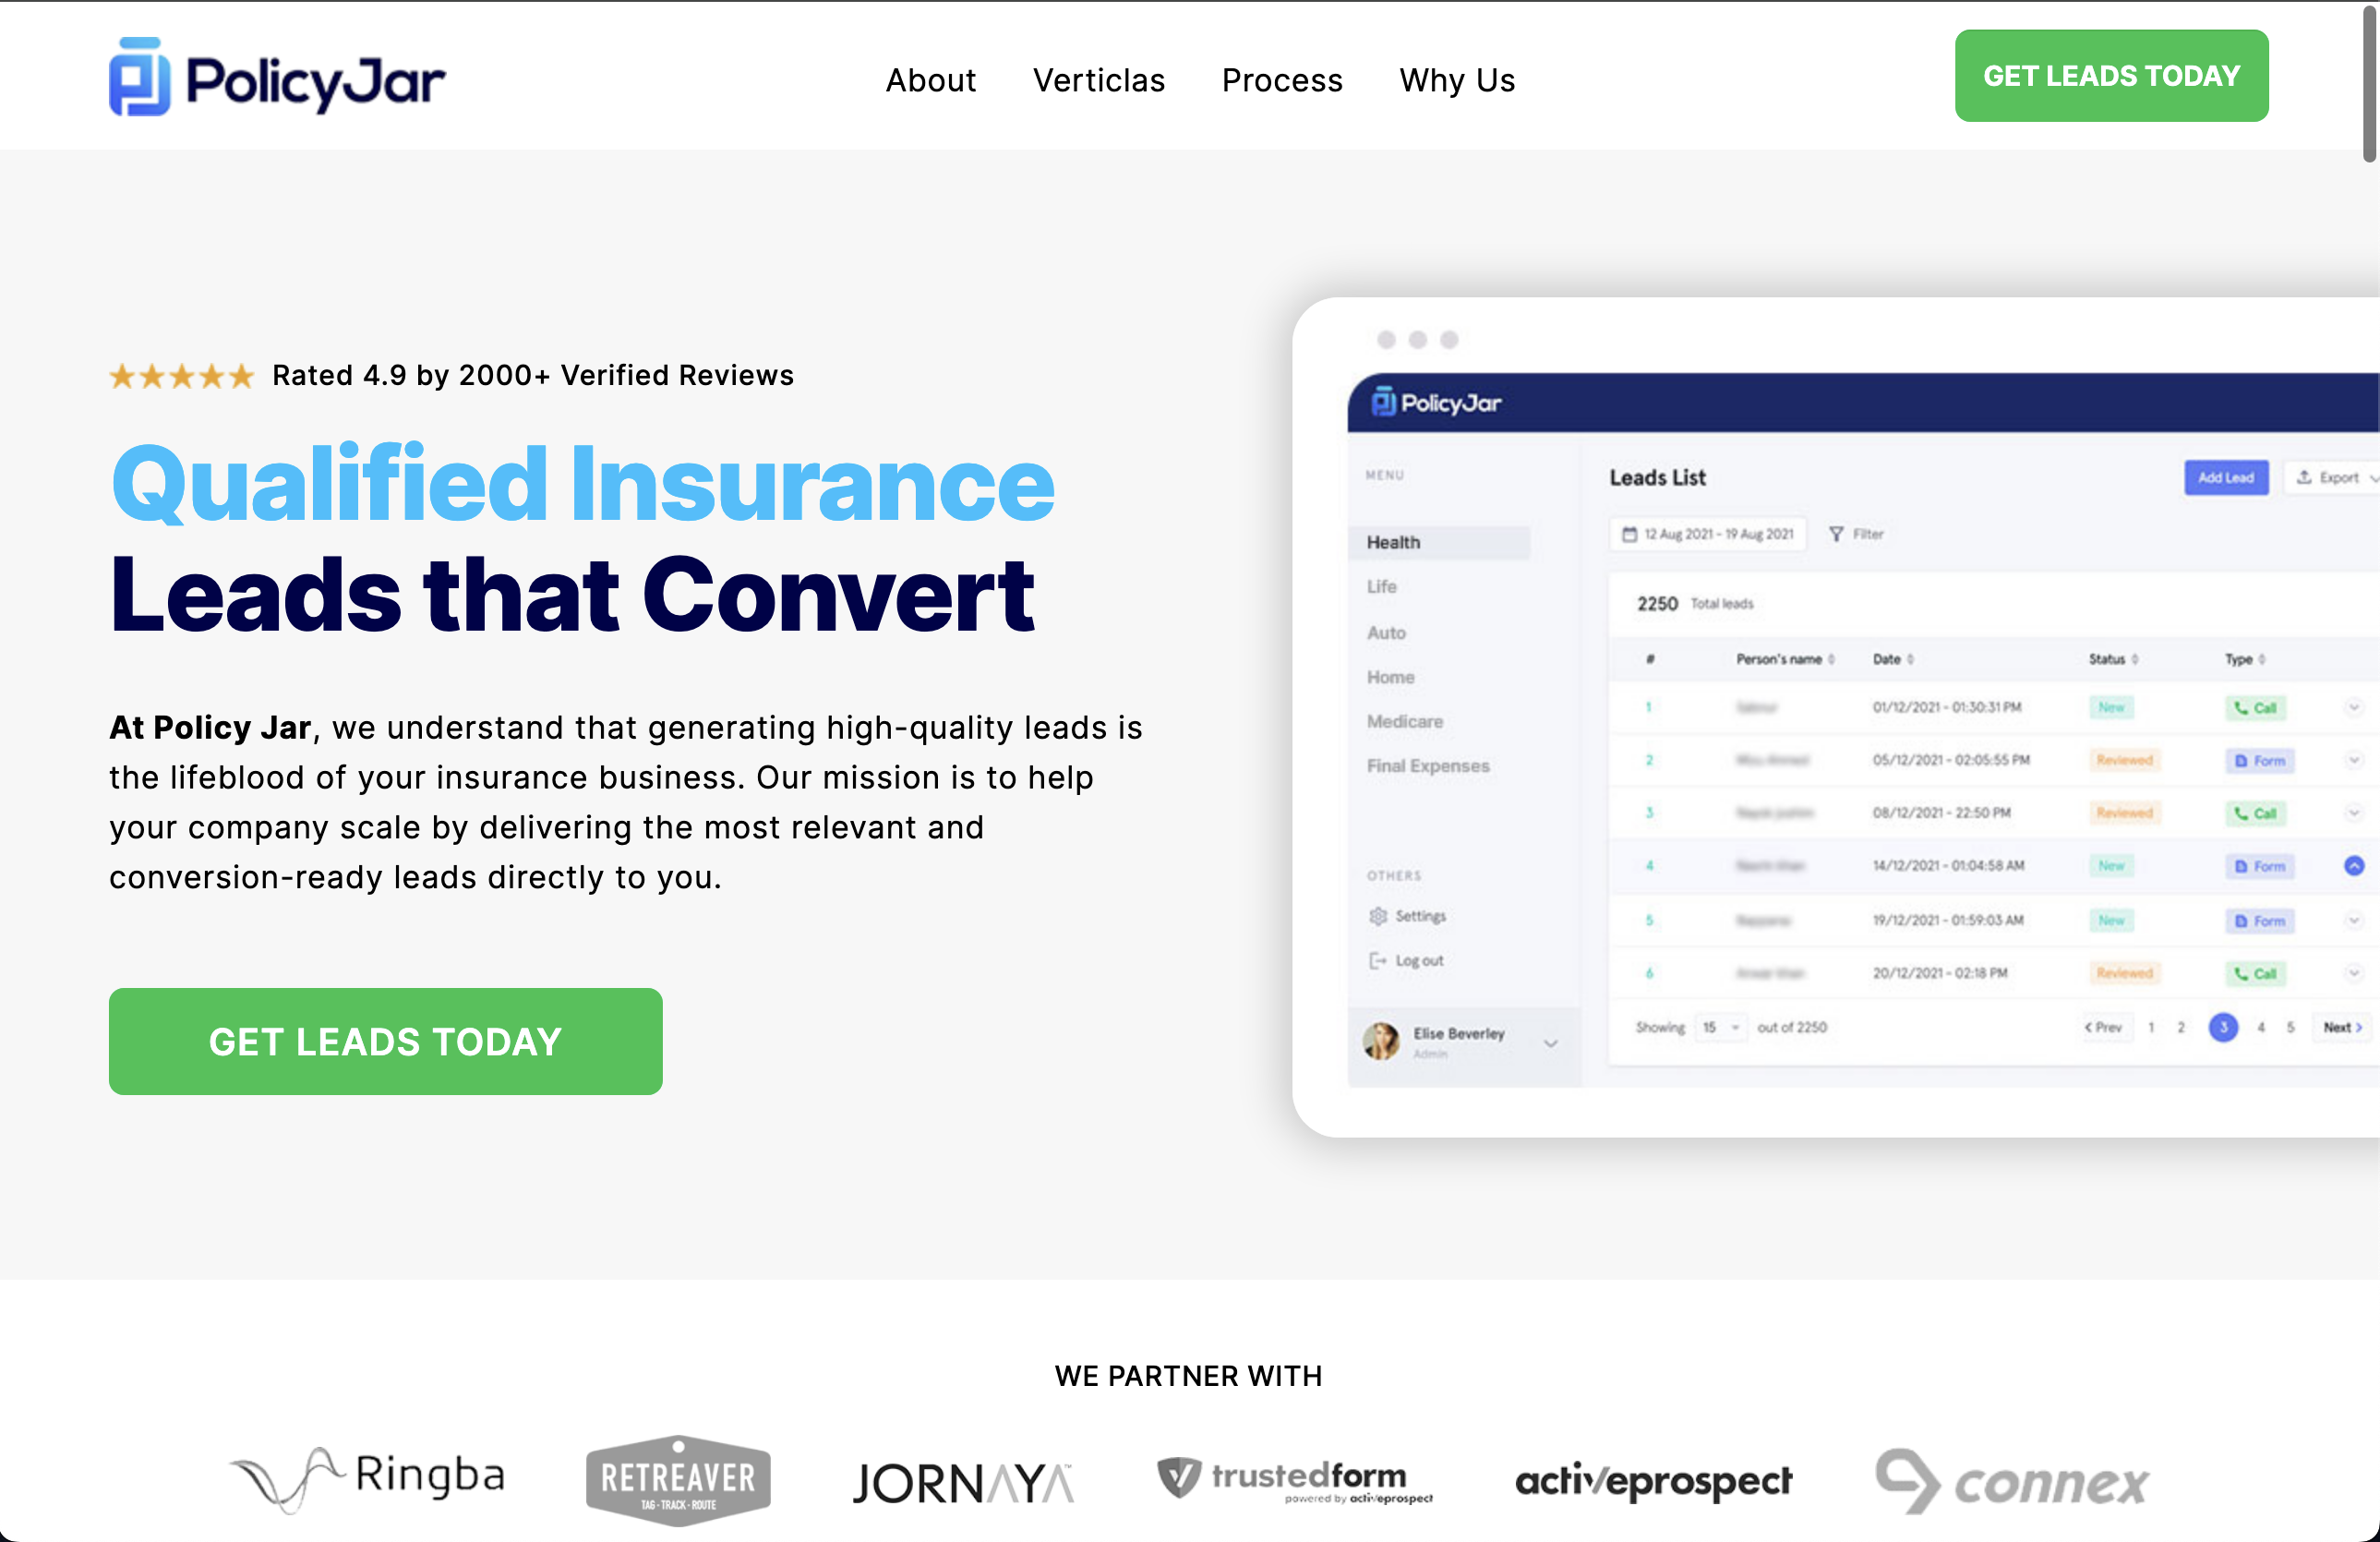 PolicyJar
About
Verticlas
Process
Why Us
GET LEADS TODAY
Rated 4.9 by 2000+ Verified Reviews
Qualified Insurance
Leads that Convert
At Policy Jar, we understand that generating high-quality leads is
the lifeblood of your insurance business. Our mission is to help
your company scale by delivering the most relevant and
conversion-ready leads directly to you.
GET LEADS TODAY
PolicyJar
MENU
Health
Life
Auto
Home
Medicare
Final Expenses
OTHERS
Settings
Log out
Elise Beverley
Admin
Leads List
Add Lead
Export
12 Aug 2021 - 19 Aug 2021
Filter
2250 Total leads
# Person's name Date Status Type
1 01/12/2021 - 01:30:31 PM New Call
2 05/12/2021 - 02:05:55 PM Reviewed Form
3 08/12/2021 - 22:50 PM Reviewed Call
4 14/12/2021 - 01:04:58 AM New Form
5 19/12/2021 - 01:59:03 AM New Form
6 20/12/2021 - 02:18 PM Reviewed Call
Showing 15 out of 2250
< Prev 1 2 3 4 5 Next >
WE PARTNER WITH
Ringba
RETREAVER
TAG · TRACK · ROUTE
JORNAYA™
trustedform
powered by activeprospect
activeprospect
connex